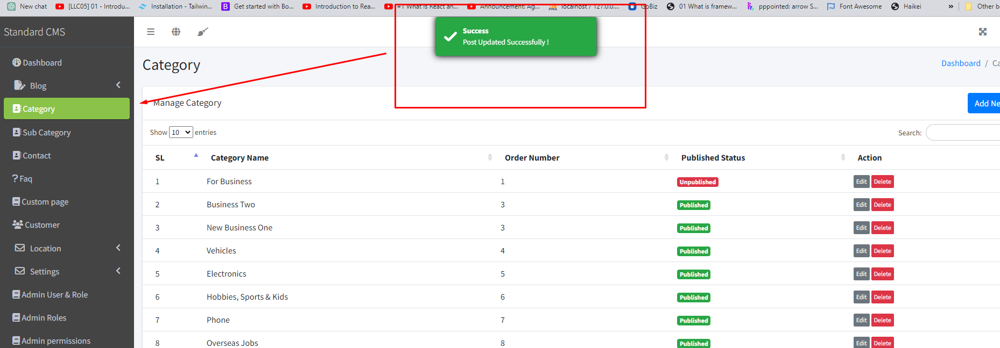 New chat
[LLC05] 01 - Introdu...
Installation - Tailwin...
Get started with Bo...
Introduction to Rea...
#1 What is React an...
Announcement: Ag...
localhost / 127.0.0....
GoBiz
01 What is framew...
pppointed: arrow S...
Font Awesome
Haikei
»
Other b
Standard CMS
Success
Post Updated Successfully !
Dashboard
Blog
Category
Sub Category
Contact
Faq
Custom page
Customer
Location
Settings
Admin User & Role
Admin Roles
Admin permissions
Category
Dashboard / Ca
Manage Category
Add Ne
Show 10 entries
Search:
SL Category Name Order Number Published Status Action
1 For Business 1 Unpublished Edit Delete
2 Business Two 3 Published Edit Delete
3 New Business One 3 Published Edit Delete
4 Vehicles 4 Published Edit Delete
5 Electronics 5 Published Edit Delete
6 Hobbies, Sports & Kids 6 Published Edit Delete
7 Phone 7 Published Edit Delete
8 Overseas Jobs 8 Published Edit Delete